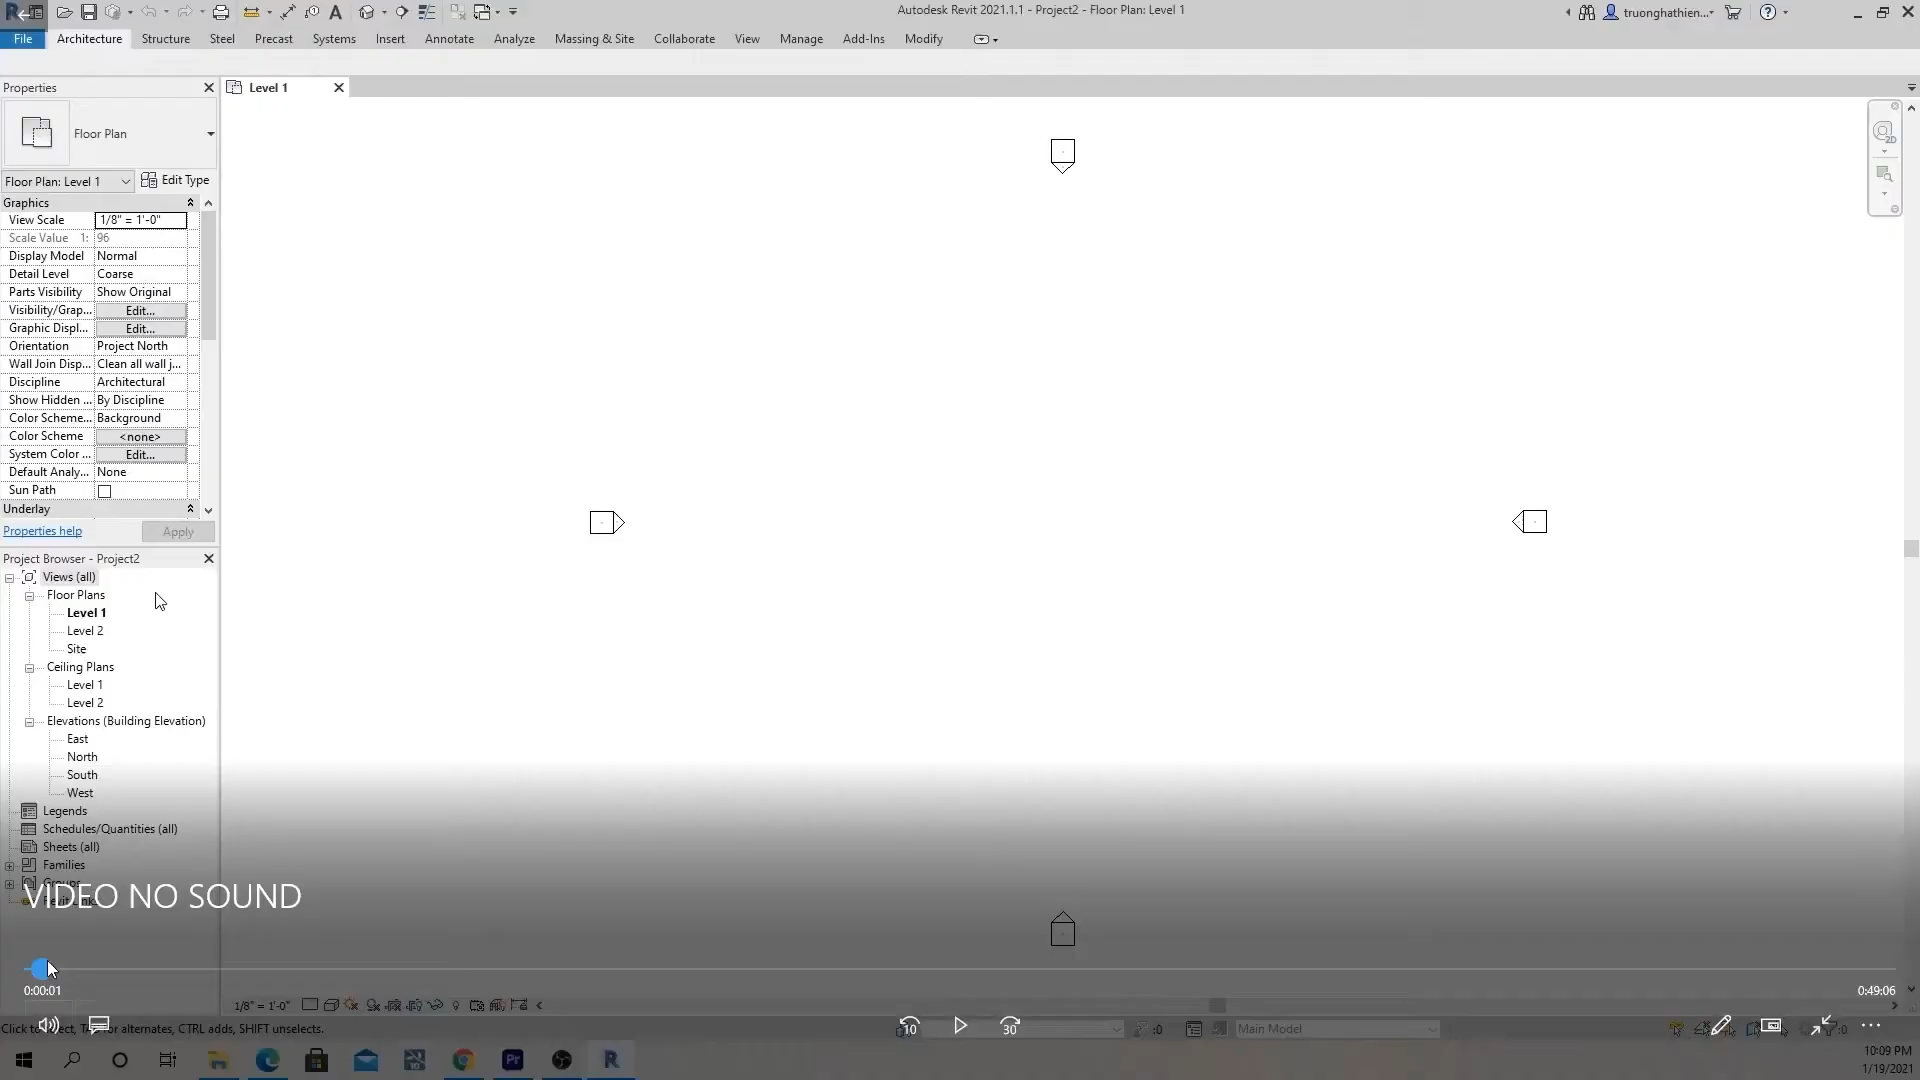 Autodesk Revit 2021.1.1 - Project2 - Floor Plan: Level 1
truonghathien...
File Architecture Structure Steel Precast Systems Insert Annotate Analyze Massing & Site Collaborate View Manage Add-Ins Modify
Properties
Level 1
Floor Plan
Floor Plan: Level 1
Edit Type
Graphics
View Scale 1/8" = 1'-0"
Scale Value 1: 96
Display Model Normal
Detail Level Coarse
Parts Visibility Show Original
Visibility/Grap... Edit...
Graphic Displ... Edit...
Orientation Project North
Wall Join Disp... Clean all wall j...
Discipline Architectural
Show Hidden ... By Discipline
Color Scheme... Background
Color Scheme <none>
System Color ... Edit...
Default Analy... None
Sun Path
Underlay
Properties help Apply
Project Browser - Project2
Views (all)
Floor Plans
Level 1
Level 2
Site
Ceiling Plans
Level 1
Level 2
Elevations (Building Elevation)
East
North
South
West
Legends
Schedules/Quantities (all)
Sheets (all)
Families
Groups
VIDEO NO SOUND
0:00:01
0:49:06
1/8" = 1'-0"
10
30
:0
Main Model
:0
Pr
R
10:09 PM
1/19/2021